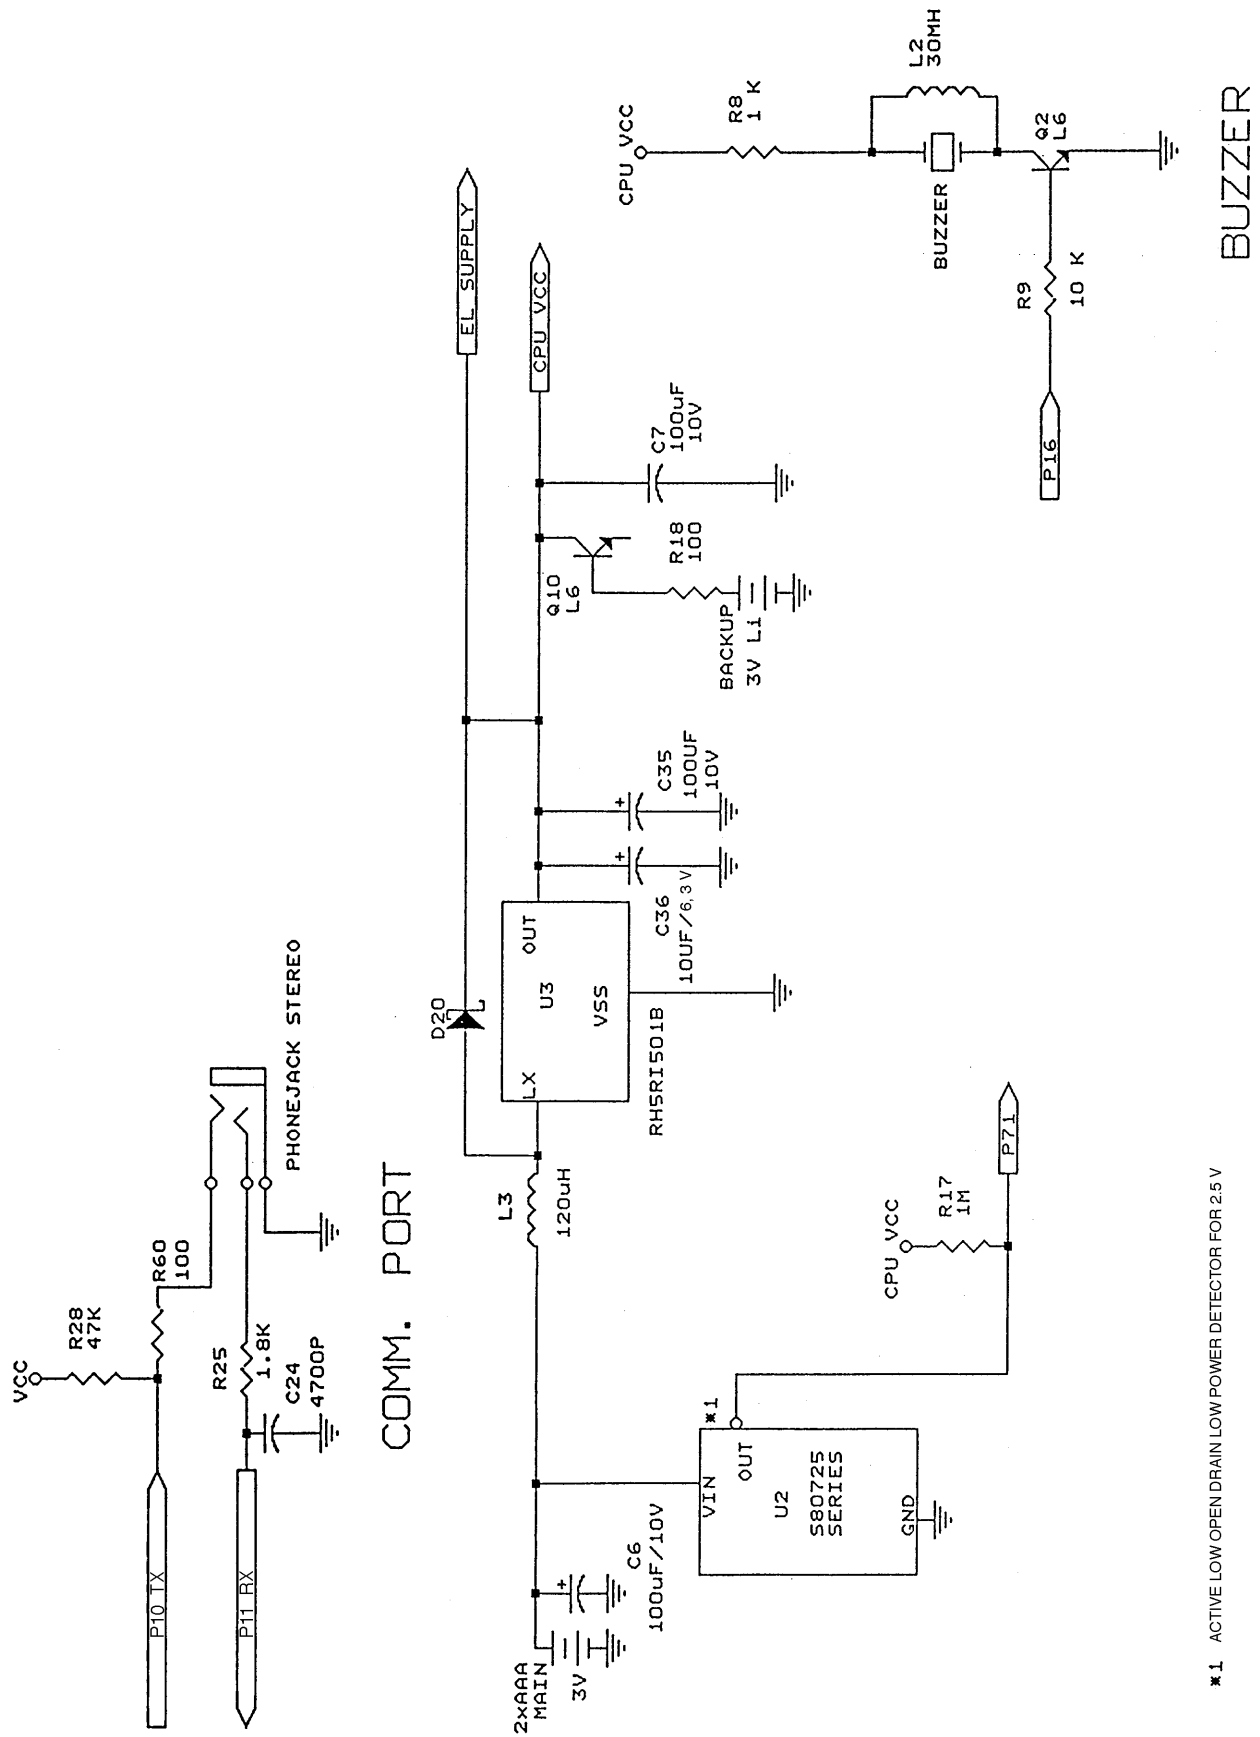 VCC
R28
47K
R60
100
P10 TX
R25
1.8K
C24
4700P
P11 RX
PHONEJACK STEREO
COMM. PORT
EL SUPPLY
CPU VCC
D20
LX
OUT
U3
VSS
RH5RI501B
L3
120uH
C36
10UF/6,3 V
+
C35
100UF
10V
+
Q10
L6
R18
100
BACKUP
3V Li
C7
100uF
10V
2xAAA
MAIN
3V
+
C6
100uF/10V
VIN
OUT
*1
U2
S80725
SERIES
GND
CPU VCC
R17
1M
P71
CPU VCC
R8
1 K
L2
30MH
BUZZER
Q2
L6
R9
10 K
P16
BUZZER
*1 ACTIVE LOW OPEN DRAIN LOW POWER DETECTOR FOR 2.5 V